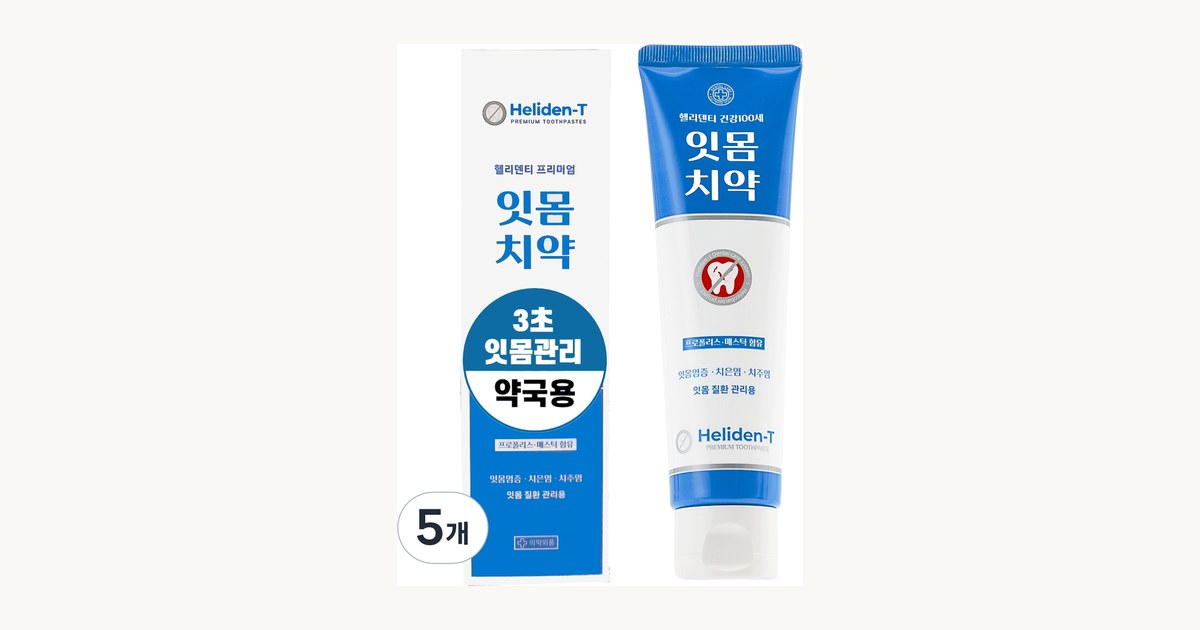 Heliden-T
PREMIUM TOOTHPASTES
헬리덴티 프리미엄
잇몸
치약
3초
잇몸관리
약국용
프로폴리스·매스틱 함유
잇몸염증·치은염·치주염
잇몸 질환 관리용
의약외품
5개
헬리덴티 건강100세
잇몸
치약
프로폴리스·매스틱 함유
잇몸염증·치은염·치주염
잇몸 질환 관리용
Heliden-T
PREMIUM TOOTHPASTES